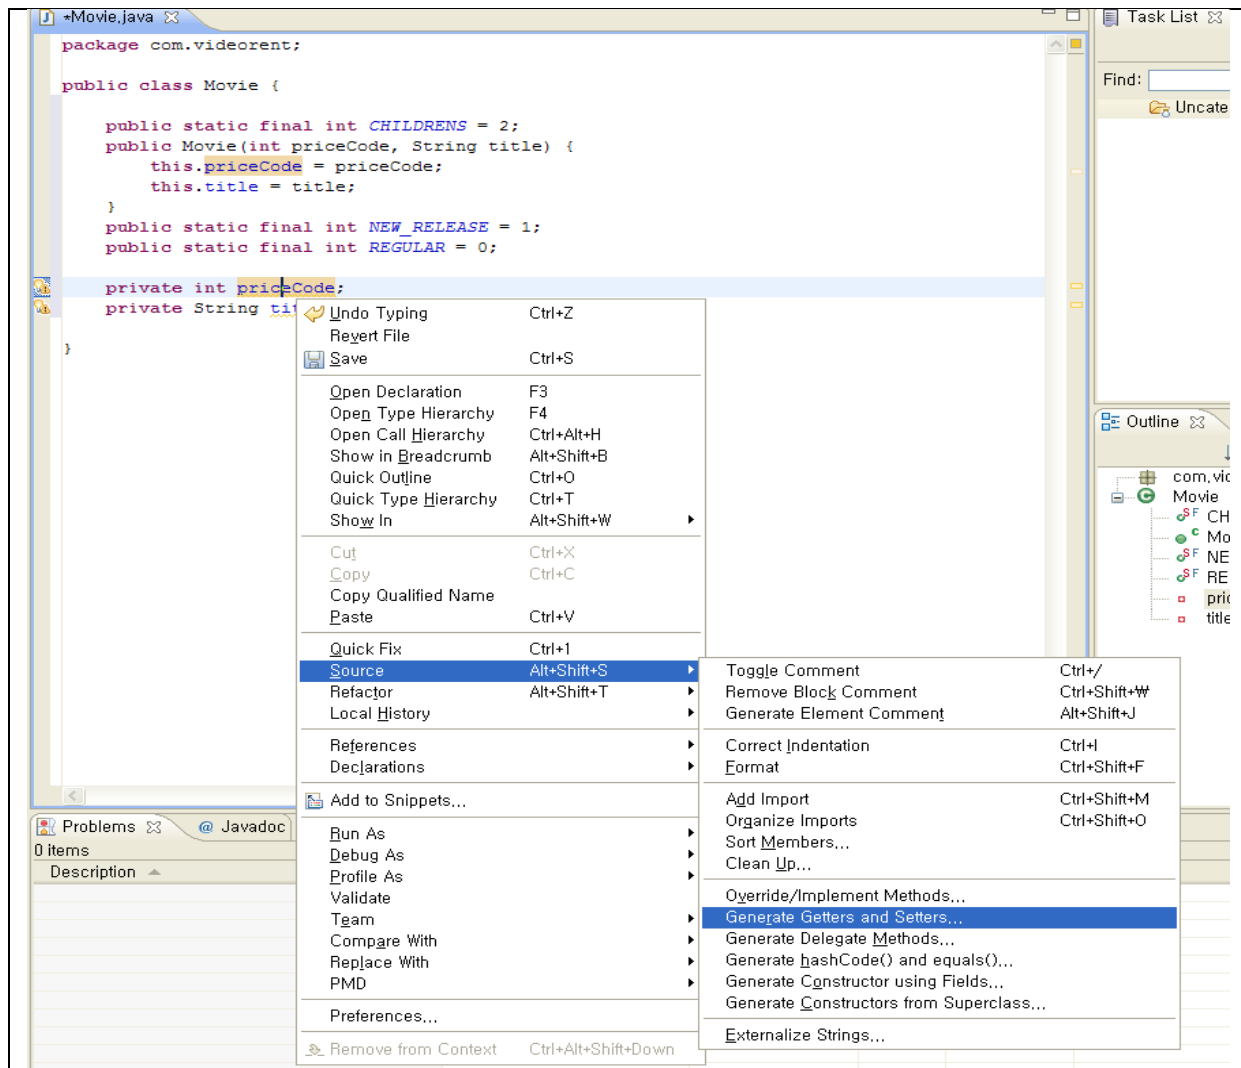 *Movie.java
package com.videorent;
public class Movie {
public static final int CHILDRENS = 2;
public Movie(int priceCode, String title) {
this.priceCode = priceCode;
this.title = title;
}
public static final int NEW_RELEASE = 1;
public static final int REGULAR = 0;
private int priceCode;
private String tit
}
Undo Typing Ctrl+Z
Revert File
Save Ctrl+S
Open Declaration F3
Open Type Hierarchy F4
Open Call Hierarchy Ctrl+Alt+H
Show in Breadcrumb Alt+Shift+B
Quick Outline Ctrl+O
Quick Type Hierarchy Ctrl+T
Show In Alt+Shift+W
Cut Ctrl+X
Copy Ctrl+C
Copy Qualified Name
Paste Ctrl+V
Quick Fix Ctrl+1
Source Alt+Shift+S
Refactor Alt+Shift+T
Local History
References
Declarations
Add to Snippets...
Run As
Debug As
Profile As
Validate
Team
Compare With
Replace With
PMD
Preferences...
Remove from Context Ctrl+Alt+Shift+Down
Toggle Comment Ctrl+/
Remove Block Comment Ctrl+Shift+₩
Generate Element Comment Alt+Shift+J
Correct Indentation Ctrl+I
Format Ctrl+Shift+F
Add Import Ctrl+Shift+M
Organize Imports Ctrl+Shift+O
Sort Members...
Clean Up...
Override/Implement Methods...
Generate Getters and Setters...
Generate Delegate Methods...
Generate hashCode() and equals()...
Generate Constructor using Fields...
Generate Constructors from Superclass...
Externalize Strings...
Task List
Find:
Uncate
Outline
com.vid
Movie
CH
Mo
NE
RE
pric
title
Problems @ Javadoc
0 items
Description